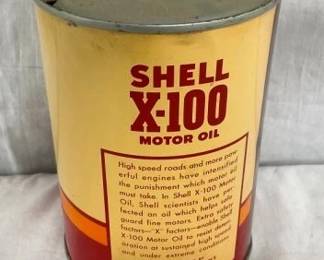 SHELL
X-100
MOTOR OIL
High speed roads and more pow-
erful engines have intensified
the punishment which motor oil
must take. In Shell X-100 Motor
Oil, Shell scientists have per-
fected an oil which helps safe-
guard fine motors. Extra safety
factors—"X" factors—enable Shell
X-100 Motor Oil to resist deteri-
oration at sustained high speed
and under extreme conditions